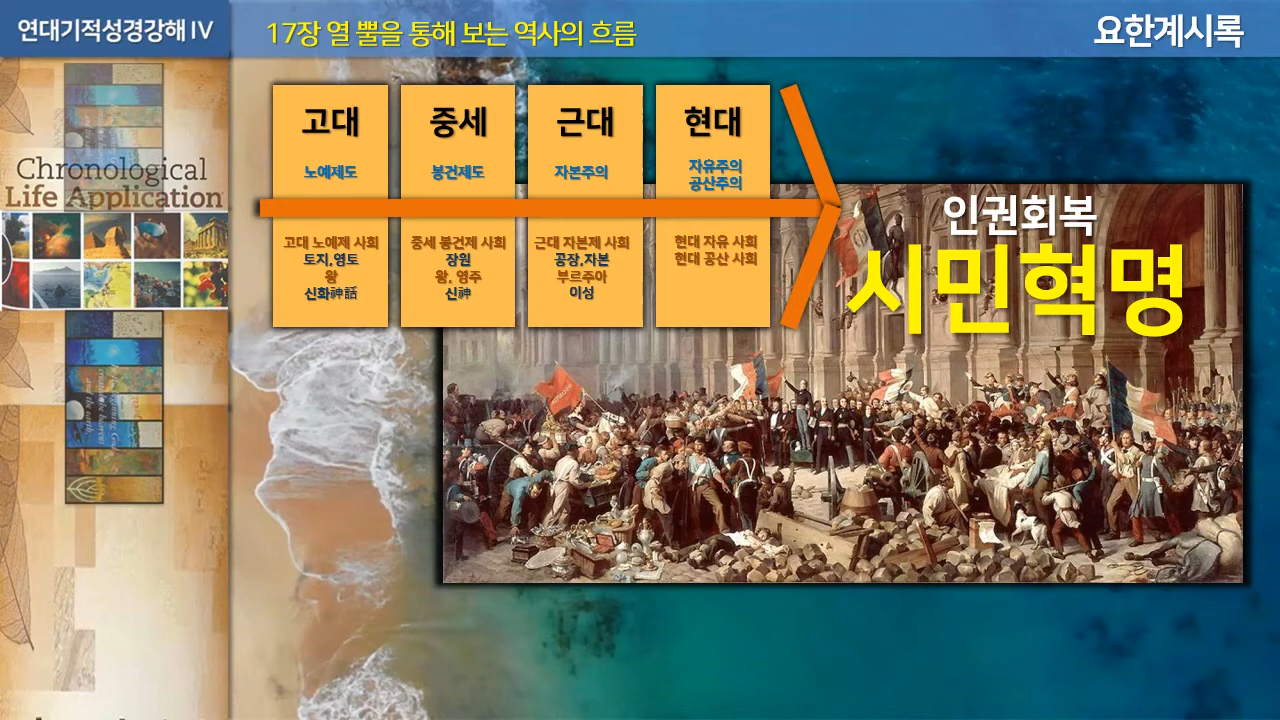 연대기적성경강해 IV
17장 열 뿔을 통해 보는 역사의 흐름
요한계시록
Chronological
Life Application
고대
노예제도
고대 노예제 사회
토지.영토
왕
신화神話
중세
봉건제도
중세 봉건제 사회
장원
왕. 영주
신神
근대
자본주의
근대 자본제 사회
공장.자본
부르주아
이성
현대
자유주의
공산주의
현대 자유 사회
현대 공산 사회
인권회복
시민혁명